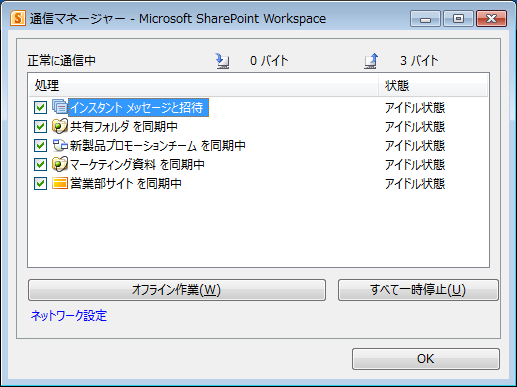 通信マネージャー - Microsoft SharePoint Workspace
正常に通信中 0 バイト 3 バイト
処理 状態
インスタント メッセージと招待 アイドル状態
共有フォルダ を同期中 アイドル状態
新製品プロモーションチーム を同期中 アイドル状態
マーケティング資料 を同期中 アイドル状態
営業部サイト を同期中 アイドル状態
オフライン作業(W) すべて一時停止(U)
ネットワーク設定
OK